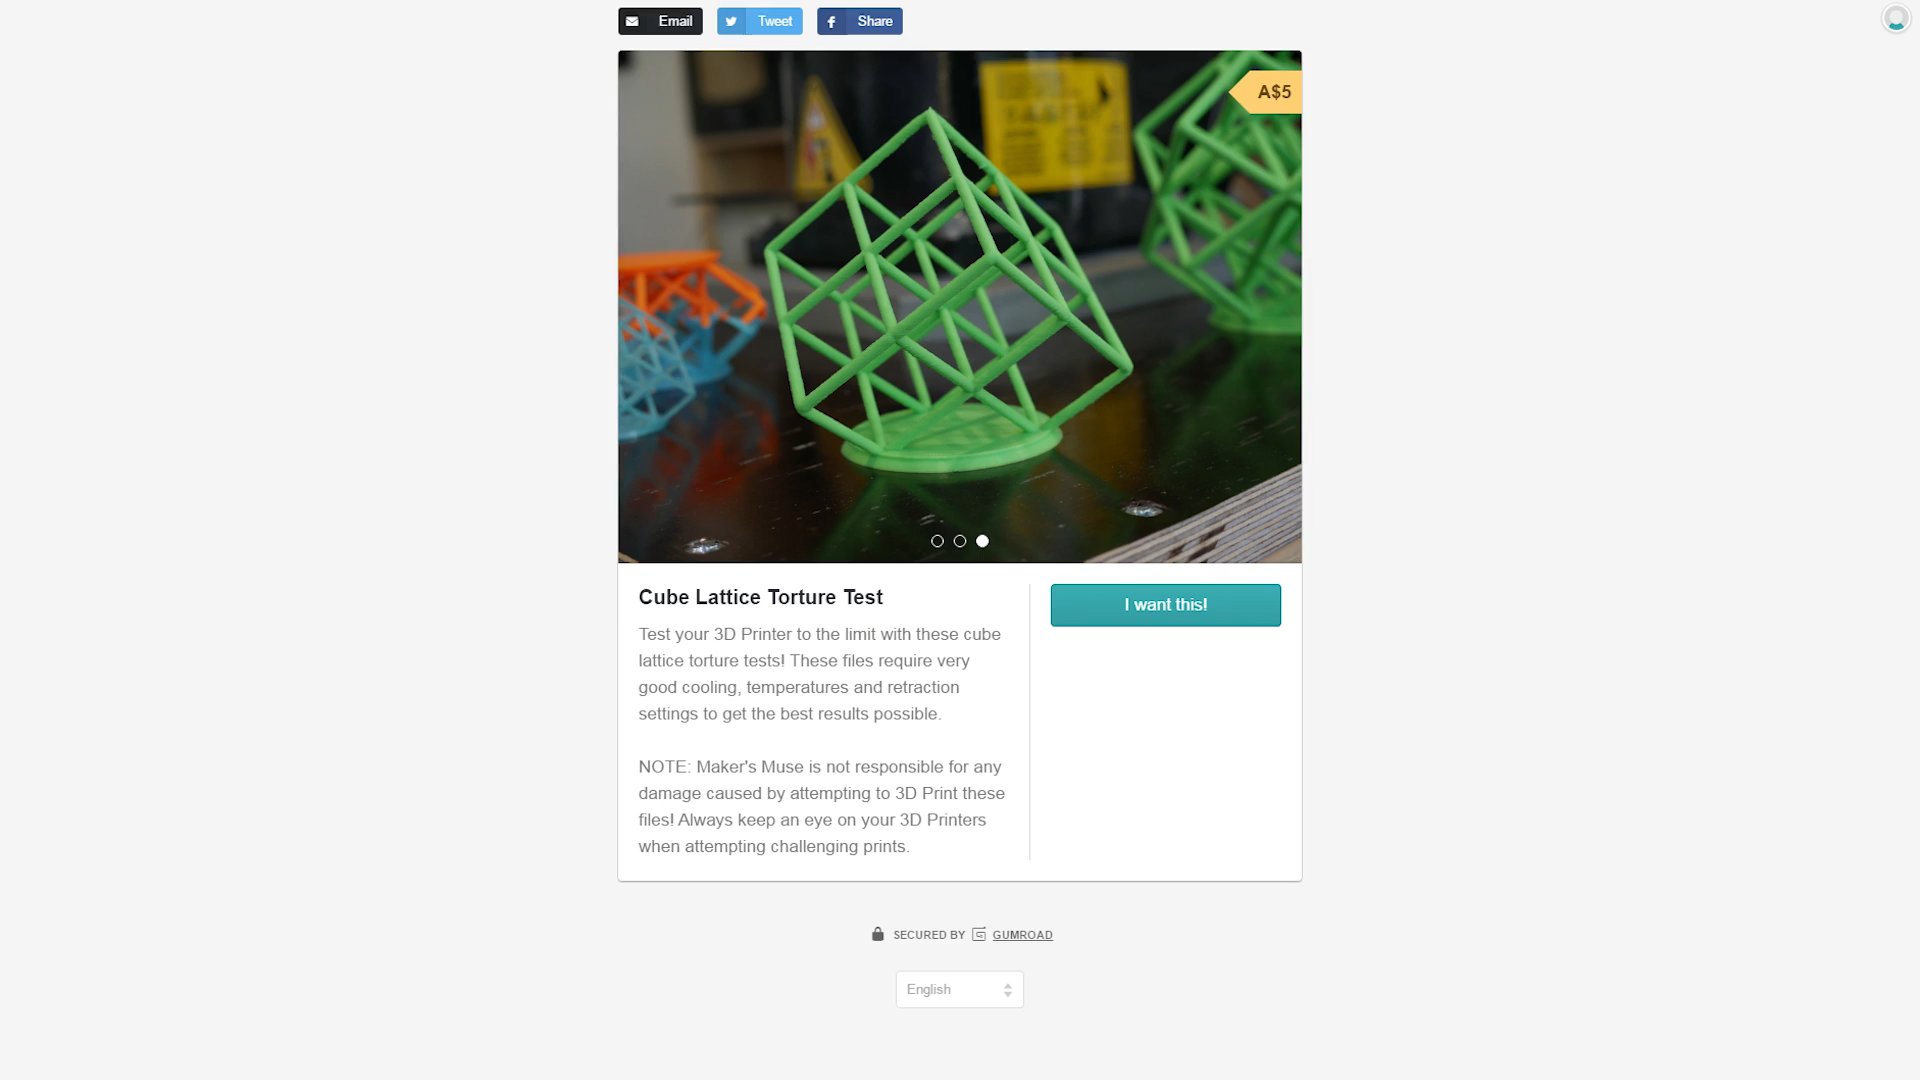 Email
Tweet
Share
A$5
Cube Lattice Torture Test
I want this!
Test your 3D Printer to the limit with these cube
lattice torture tests! These files require very
good cooling, temperatures and retraction
settings to get the best results possible.
NOTE: Maker's Muse is not responsible for any
damage caused by attempting to 3D Print these
files! Always keep an eye on your 3D Printers
when attempting challenging prints.
SECURED BY GUMROAD
English